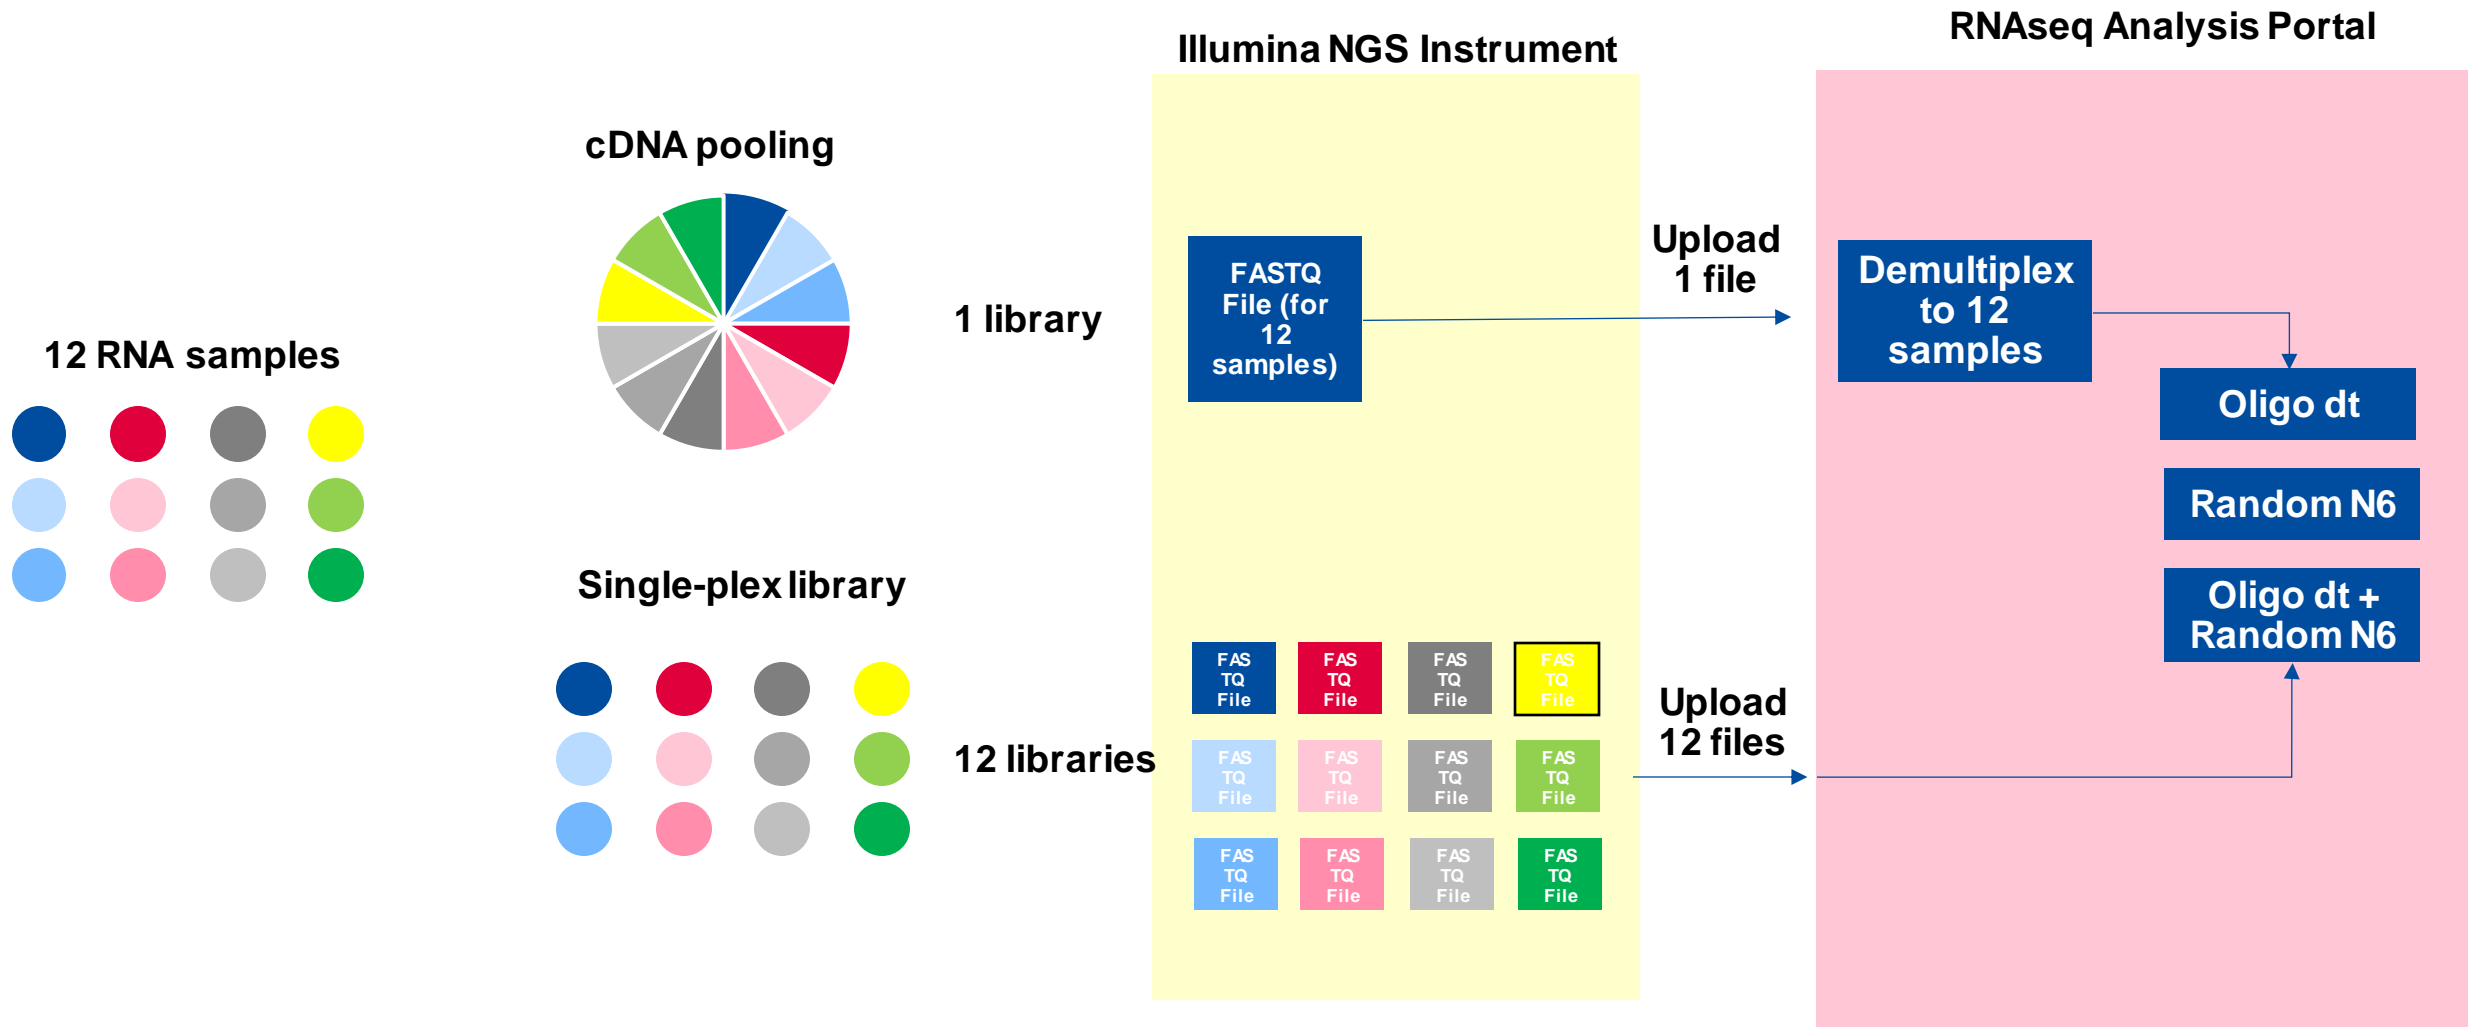 RNAseq Analysis Portal
Illumina NGS Instrument
cDNA pooling
12 RNA samples
1 library
FASTQ
File (for
12
samples)
Upload
1 file
Demultiplex
to 12
samples
Oligo dt
Random N6
Oligo dt +
Random N6
Single-plex library
12 libraries
FAS
TQ
File
FAS
TQ
File
FAS
TQ
File
FAS
TQ
File
FAS
TQ
File
FAS
TQ
File
FAS
TQ
File
FAS
TQ
File
FAS
TQ
File
FAS
TQ
File
FAS
TQ
File
FAS
TQ
File
Upload
12 files